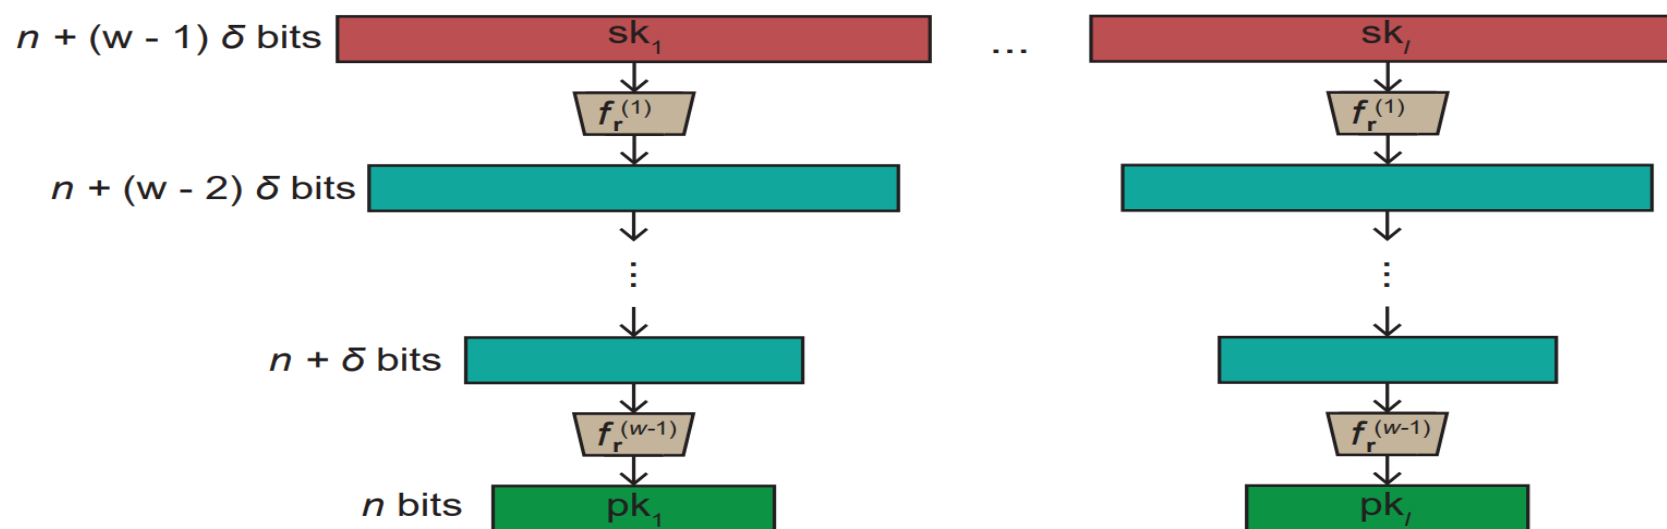 n + (w - 1) δ bits sk₁ ... skₗ
fᵣ⁽¹⁾ fᵣ⁽¹⁾
n + (w - 2) δ bits
... ...
n + δ bits
fᵣ⁽ʷ⁻¹⁾ fᵣ⁽ʷ⁻¹⁾
n bits pk₁ pkₗ